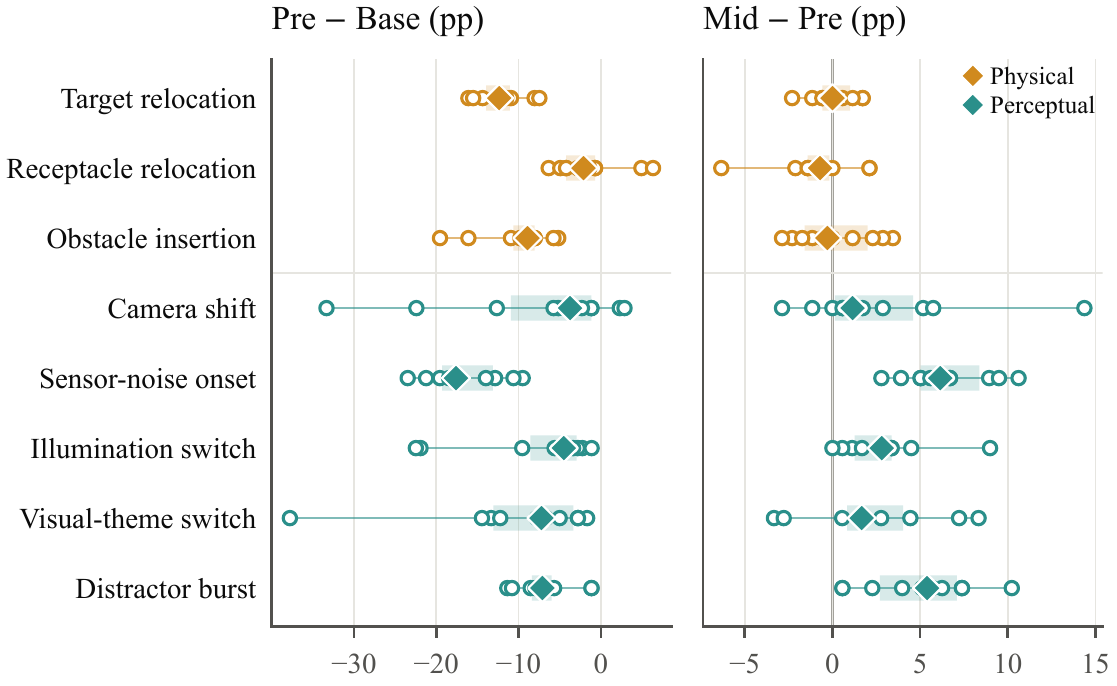 Pre − Base (pp)
Mid − Pre (pp)
Physical
Perceptual
Target relocation
Receptacle relocation
Obstacle insertion
Camera shift
Sensor-noise onset
Illumination switch
Visual-theme switch
Distractor burst
−30 −20 −10 0
−5 0 5 10 15